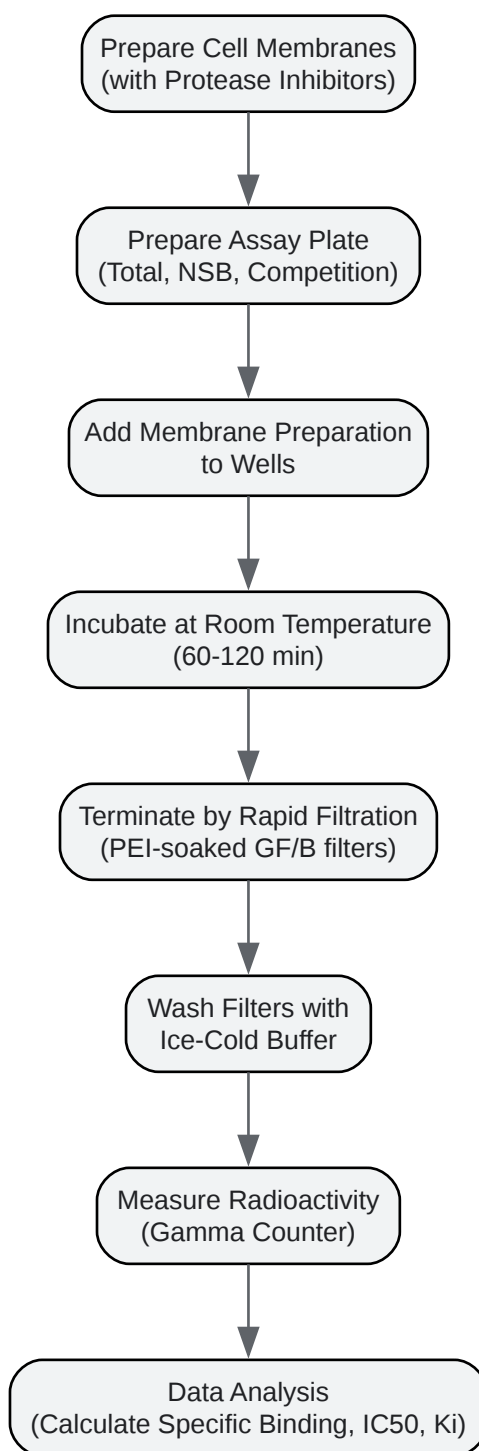 Prepare Cell Membranes
(with Protease Inhibitors)
Prepare Assay Plate
(Total, NSB, Competition)
Add Membrane Preparation
to Wells
Incubate at Room Temperature
(60-120 min)
Terminate by Rapid Filtration
(PEI-soaked GF/B filters)
Wash Filters with
Ice-Cold Buffer
Measure Radioactivity
(Gamma Counter)
Data Analysis
(Calculate Specific Binding, IC50, Ki)